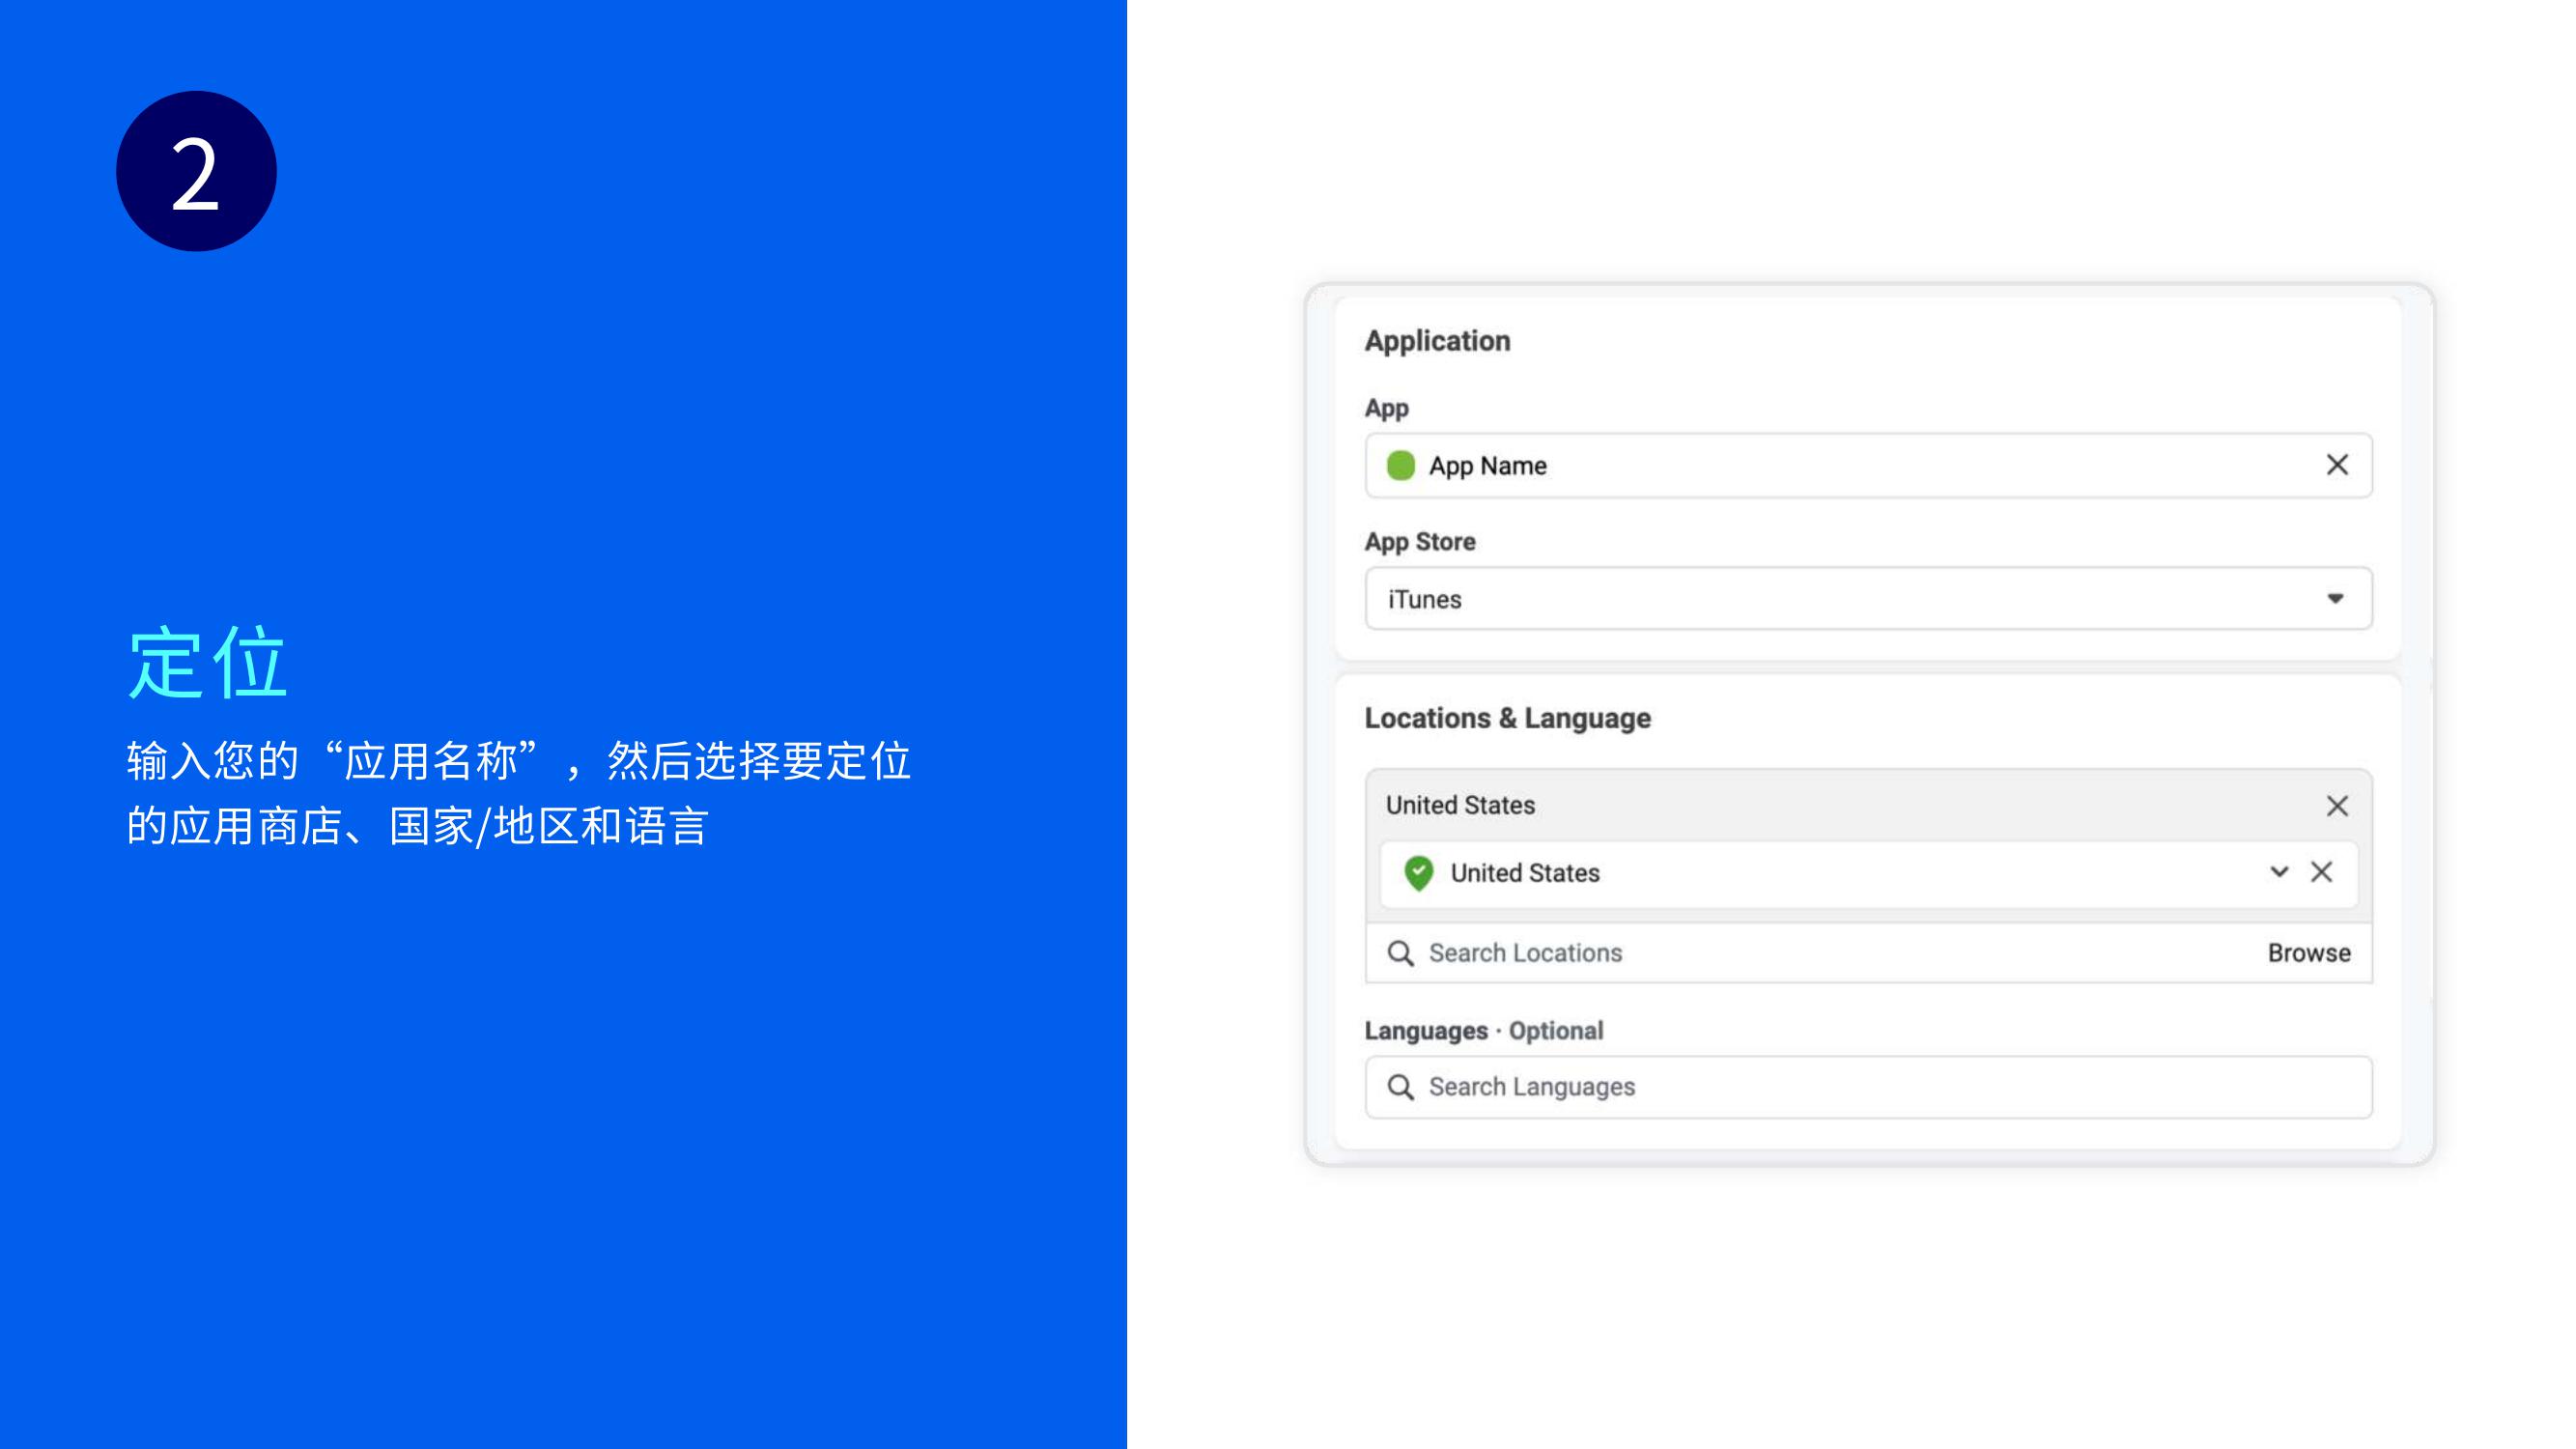 2
定位
输入您的“应用名称”，然后选择要定位
的应用商店、国家/地区和语言
Application
App
App Name
App Store
iTunes
Locations & Language
United States
United States
Search Locations Browse
Languages · Optional
Search Languages